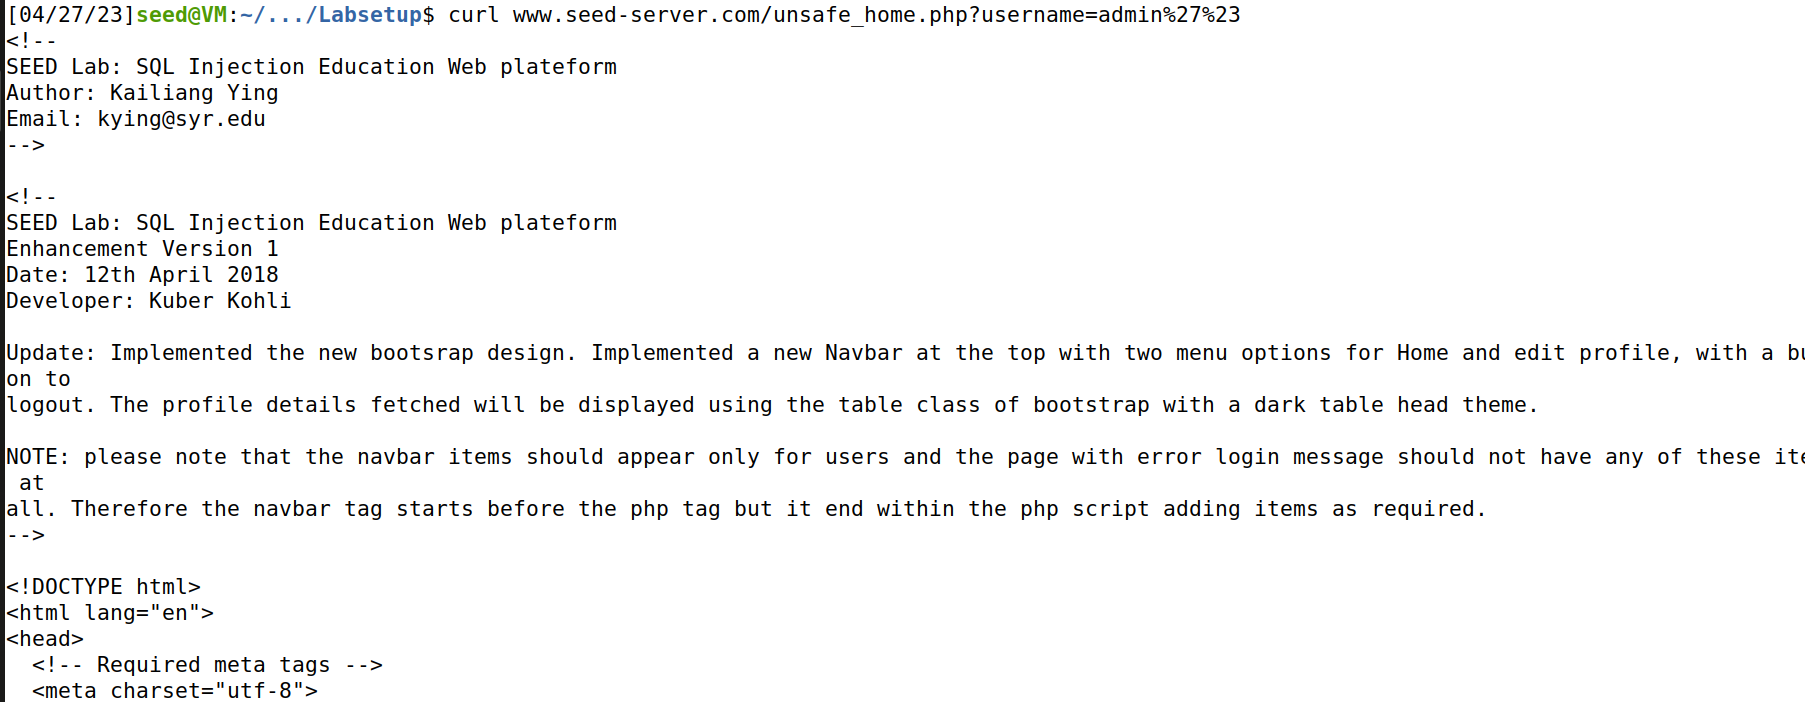 [04/27/23]seed@VM:~/.../Labsetup$ curl www.seed-server.com/unsafe_home.php?username=admin%27%23
<!--
SEED Lab: SQL Injection Education Web plateform
Author: Kailiang Ying
Email: kying@syr.edu
-->

<!--
SEED Lab: SQL Injection Education Web plateform
Enhancement Version 1
Date: 12th April 2018
Developer: Kuber Kohli

Update: Implemented the new bootsrap design. Implemented a new Navbar at the top with two menu options for Home and edit profile, with a
on to
logout. The profile details fetched will be displayed using the table class of bootstrap with a dark table head theme.

NOTE: please note that the navbar items should appear only for users and the page with error login message should not have any of these
 at
all. Therefore the navbar tag starts before the php tag but it end within the php script adding items as required.
-->

<!DOCTYPE html>
<html lang="en">
<head>
  <!-- Required meta tags -->
  <meta charset="utf-8">